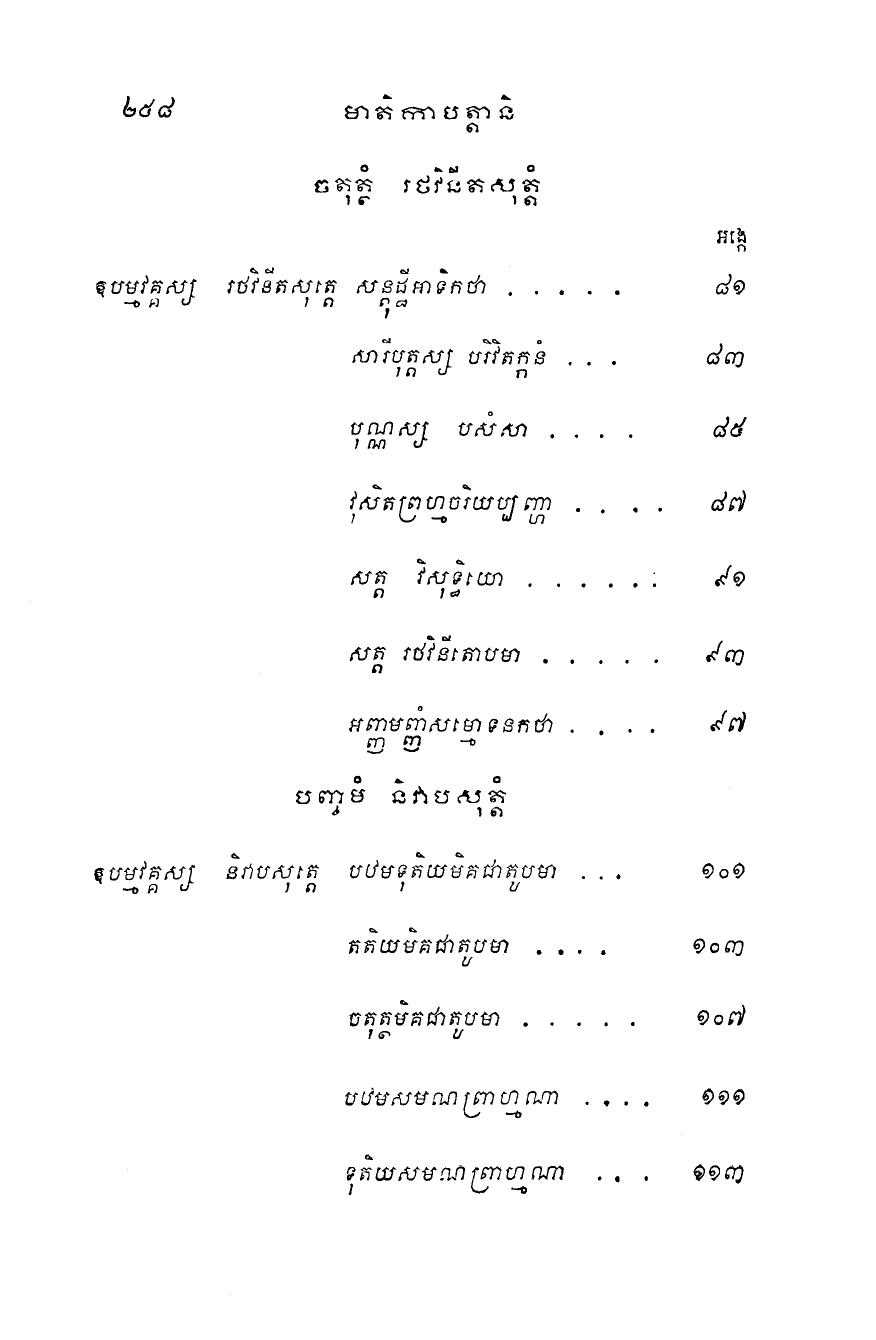 ២៥៨ មាតិកាបត្តានិ
ចតុត្ថំ រថវិនីតសុត្តំ
អង្កេ
ឱបម្មវគ្គស្ស រថវិនីតសុត្តេ សន្តុដ្ឋីអាទិកថា . . . . . ៨១
សារីបុត្តស្ស បរិវិតក្កនំ . . . ៨៣
បុណ្ណស្ស បសំសា . . . . ៨៥
វុសិតព្រហ្មចរិយប្បញ្ហា . . . . ៨៧
សត្ត វិសុទ្ធិយោ . . . . . . ៩១
សត្ត រថវិនីតោបមា . . . . . ៩៣
អញ្ញមញ្ញំសម្មោទនកថា . . . . ៩៧
បញ្ចមំ និវាបសុត្តំ
ឱបម្មវគ្គស្ស និវាបសុត្តេ បឋមទុតិយមិគជាតូបមា . . . ១០១
តតិយមិគជាតូបមា . . . . ១០៣
ចតុត្ថមិគជាតូបមា . . . . . ១០៧
បឋមសមណព្រាហ្មណា . . . . ១១១
ទុតិយសមណព្រាហ្មណា . . . ១១៣